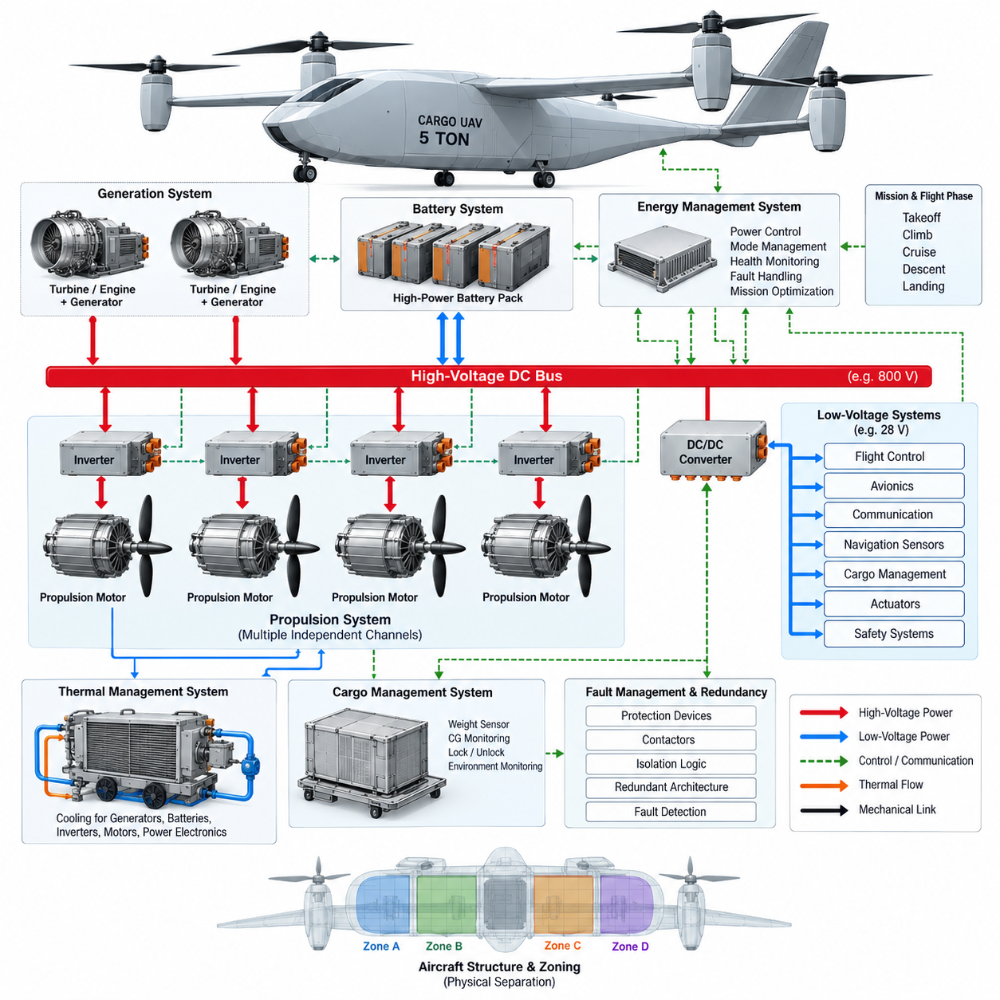 CARGO UAV
5 TON
Generation System
Turbine / Engine
+ Generator
Turbine / Engine
+ Generator
Battery System
High-Power Battery Pack
Energy Management System
Power Control
Mode Management
Health Monitoring
Fault Handling
Mission Optimization
Mission & Flight Phase
Takeoff
Climb
Cruise
Descent
Landing
High-Voltage DC Bus
(e.g. 800 V)
Inverter
Inverter
Inverter
Inverter
DC/DC
Converter
Propulsion Motor
Propulsion Motor
Propulsion Motor
Propulsion Motor
Propulsion System
(Multiple Independent Channels)
Low-Voltage Systems
(e.g. 28 V)
Flight Control
Avionics
Communication
Navigation Sensors
Cargo Management
Actuators
Safety Systems
Thermal Management System
Cooling for Generators, Batteries,
Inverters, Motors, Power Electronics
Cargo Management System
Weight Sensor
CG Monitoring
Lock / Unlock
Environment Monitoring
Fault Management & Redundancy
Protection Devices
Contactors
Isolation Logic
Redundant Architecture
Fault Detection
High-Voltage Power
Low-Voltage Power
Control / Communication
Thermal Flow
Mechanical Link
Zone A
Zone B
Zone C
Zone D
Aircraft Structure & Zoning
(Physical Separation)